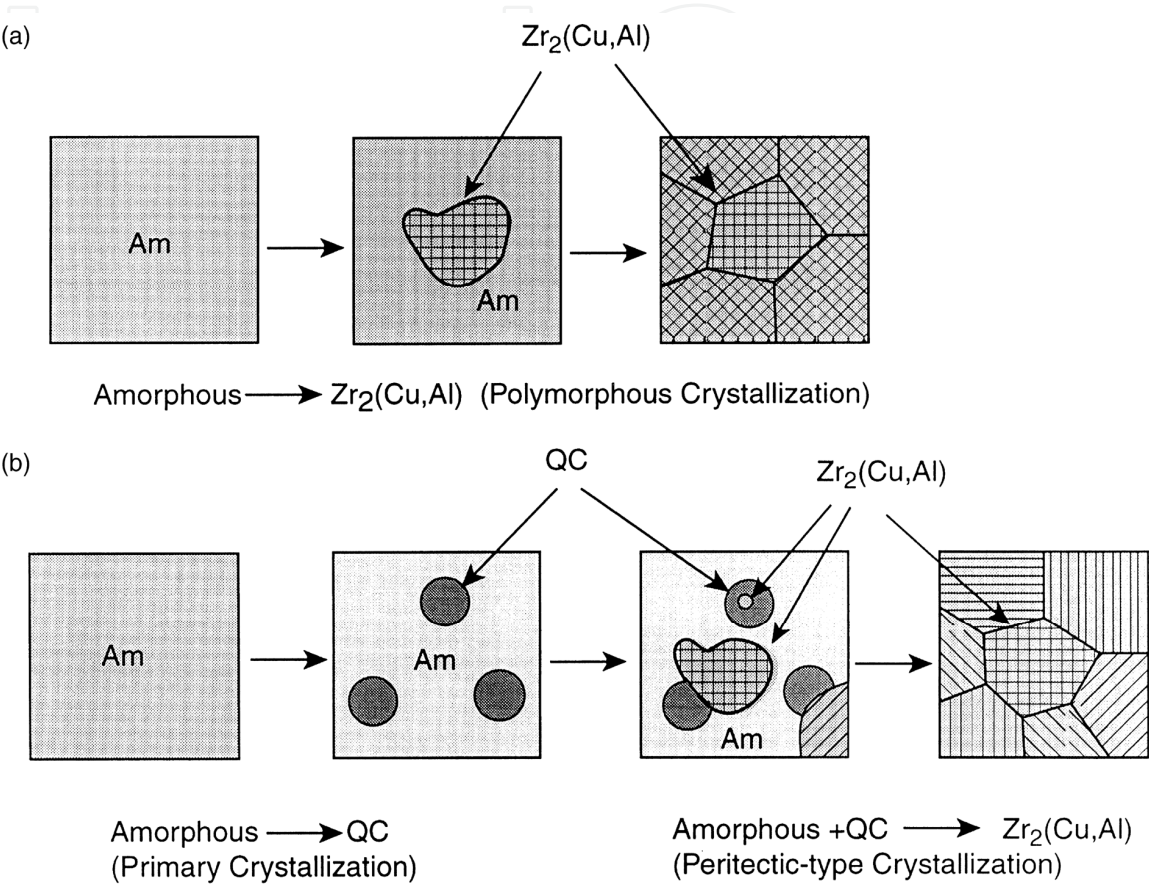 (a)
Zr2(Cu,Al)
Am
Am
Amorphous → Zr2(Cu,Al) (Polymorphous Crystallization)
(b)
QC
Zr2(Cu,Al)
Am
Am
Am
Amorphous → QC
(Primary Crystallization)
Amorphous +QC → Zr2(Cu,Al)
(Peritectic-type Crystallization)